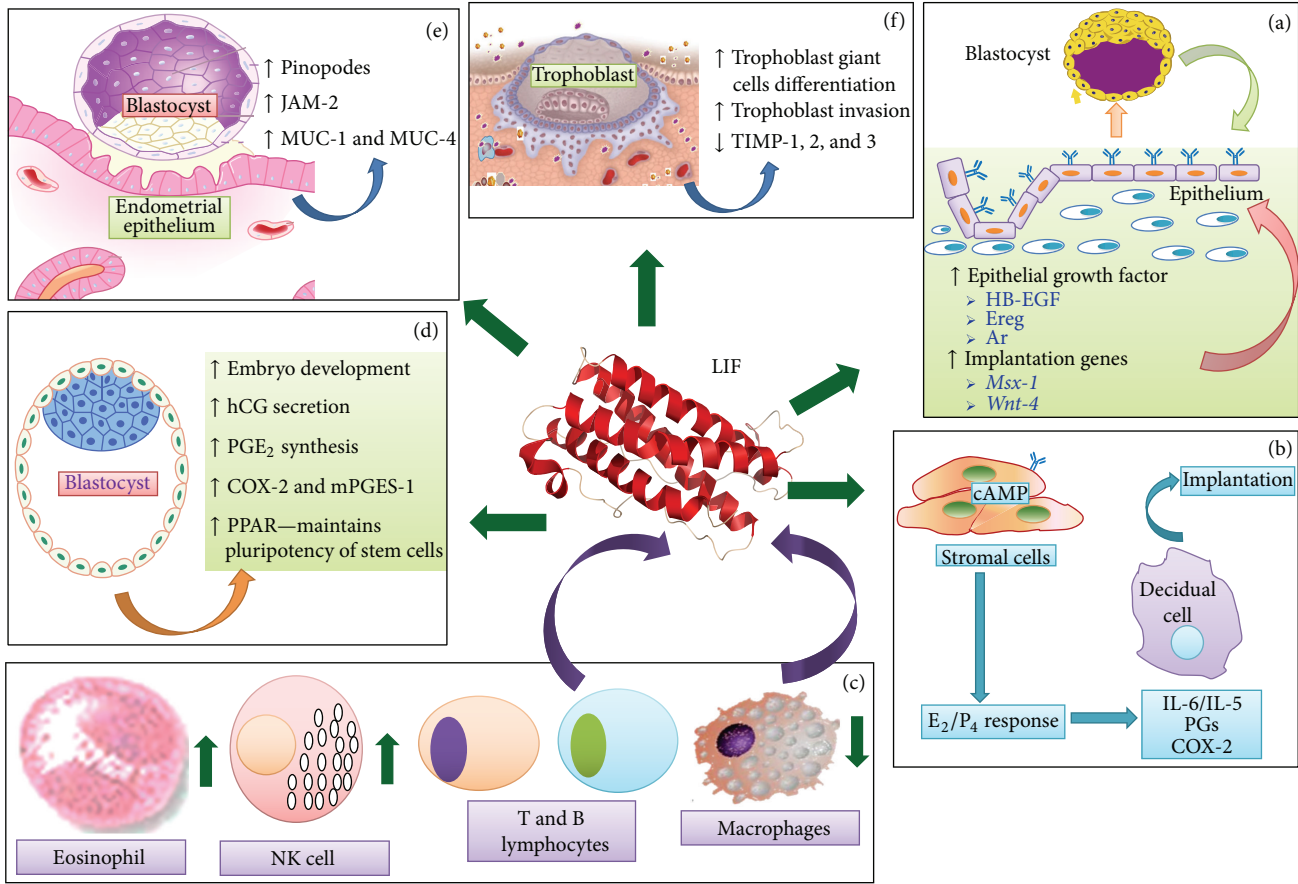 (e)
↑ Pinopodes
Blastocyst
↑ JAM-2
↑ MUC-1 and MUC-4
Endometrial
epithelium
(f)
Trophoblast
↑ Trophoblast giant
cells differentiation
↑ Trophoblast invasion
↓ TIMP-1, 2, and 3
(a)
Blastocyst
Epithelium
↑ Epithelial growth factor
➢ HB-EGF
➢ Ereg
➢ Ar
↑ Implantation genes
➢ Msx-1
➢ Wnt-4
(d)
Blastocyst
↑ Embryo development
↑ hCG secretion
↑ PGE₂ synthesis
↑ COX-2 and mPGES-1
↑ PPAR—maintains
pluripotency of stem cells
LIF
(b)
cAMP
Stromal cells
Implantation
Decidual
cell
E₂/P₄ response
IL-6/IL-5
PGs
COX-2
(c)
Eosinophil
NK cell
T and B
lymphocytes
Macrophages